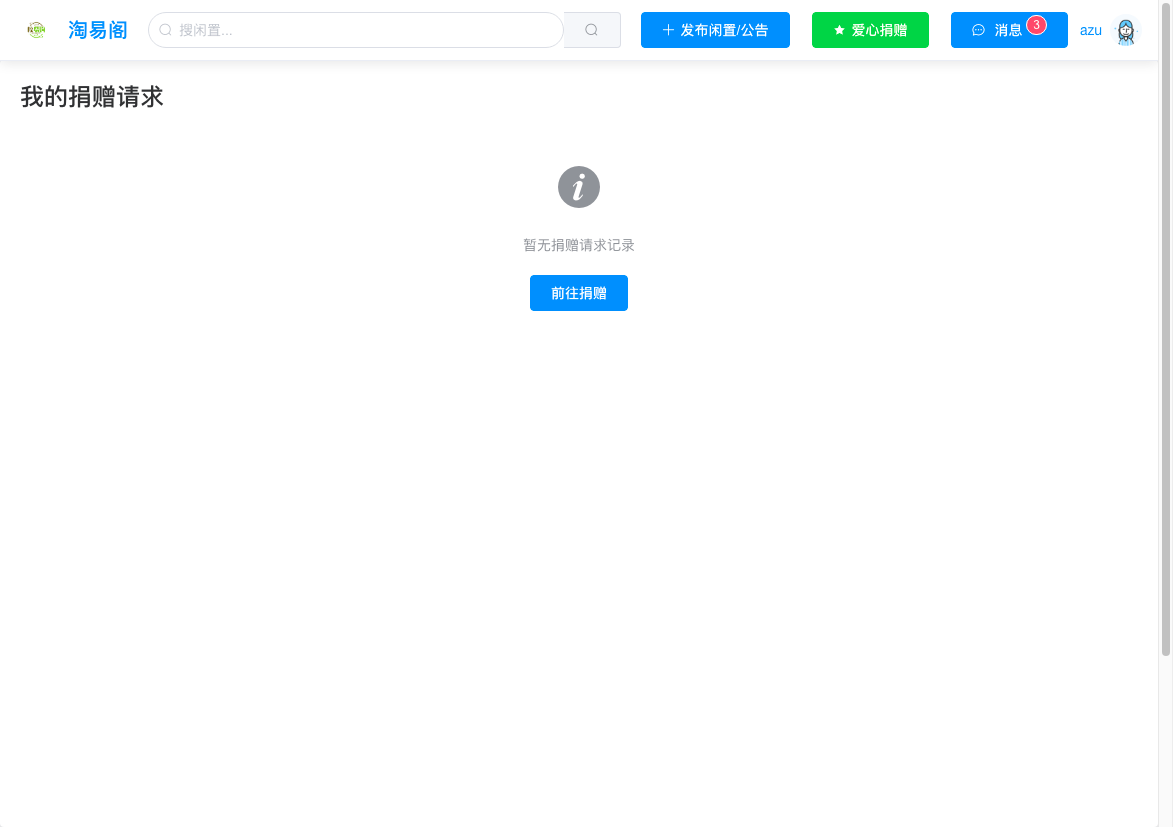 淘易阁
搜闲置...
发布闲置/公告
爱心捐赠
消息
3
azu
我的捐赠请求
暂无捐赠请求记录
前往捐赠